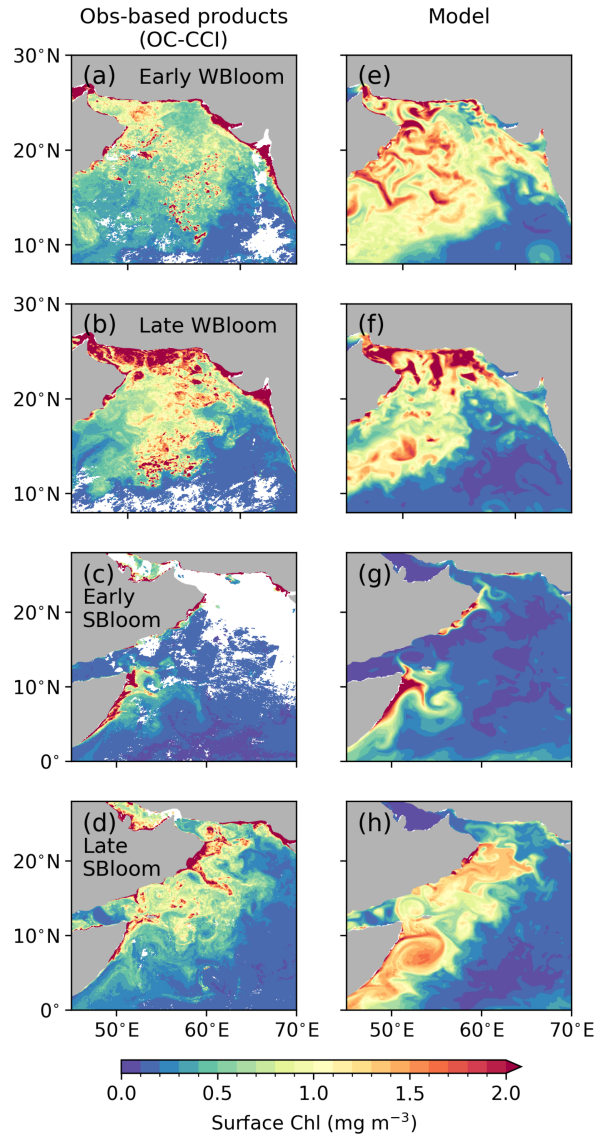 Obs-based products
(OC-CCI)
Model
30°N
20°N
10°N
(a) Early WBloom
(e)
30°N
20°N
10°N
(b) Late WBloom
(f)
20°N
10°N
0°
(c)
Early
SBloom
(g)
20°N
10°N
0°
(d)
Late
SBloom
(h)
50°E 60°E 70°E
50°E 60°E 70°E
0.0 0.5 1.0 1.5 2.0
Surface Chl (mg m⁻³)